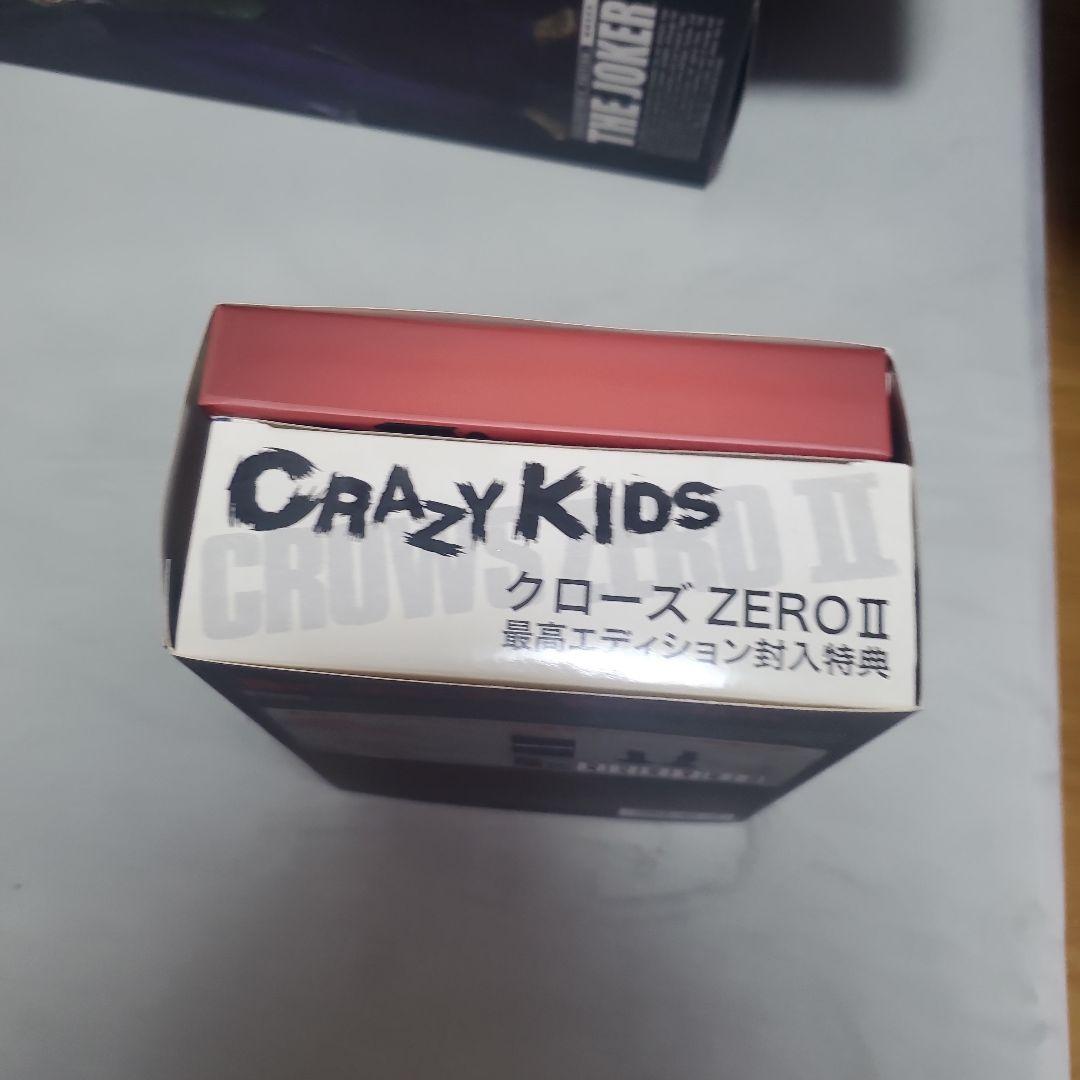 THE JOKER
CRAZY KIDS
CROWS ZERO II
クローズ ZEROⅡ
最高エディション封入特典